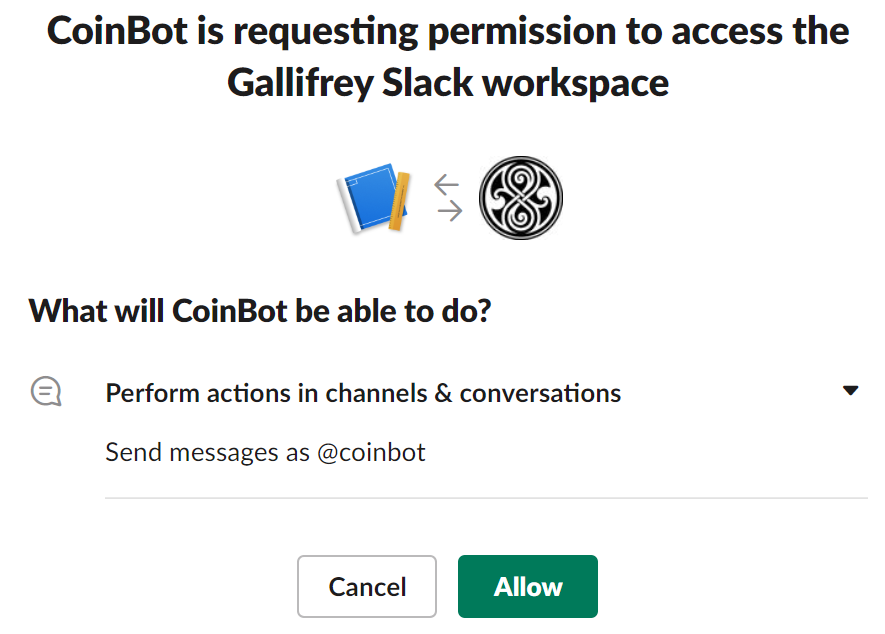 CoinBot is requesting permission to access the
Gallifrey Slack workspace
What will CoinBot be able to do?
Perform actions in channels & conversations
Send messages as @coinbot
Cancel
Allow